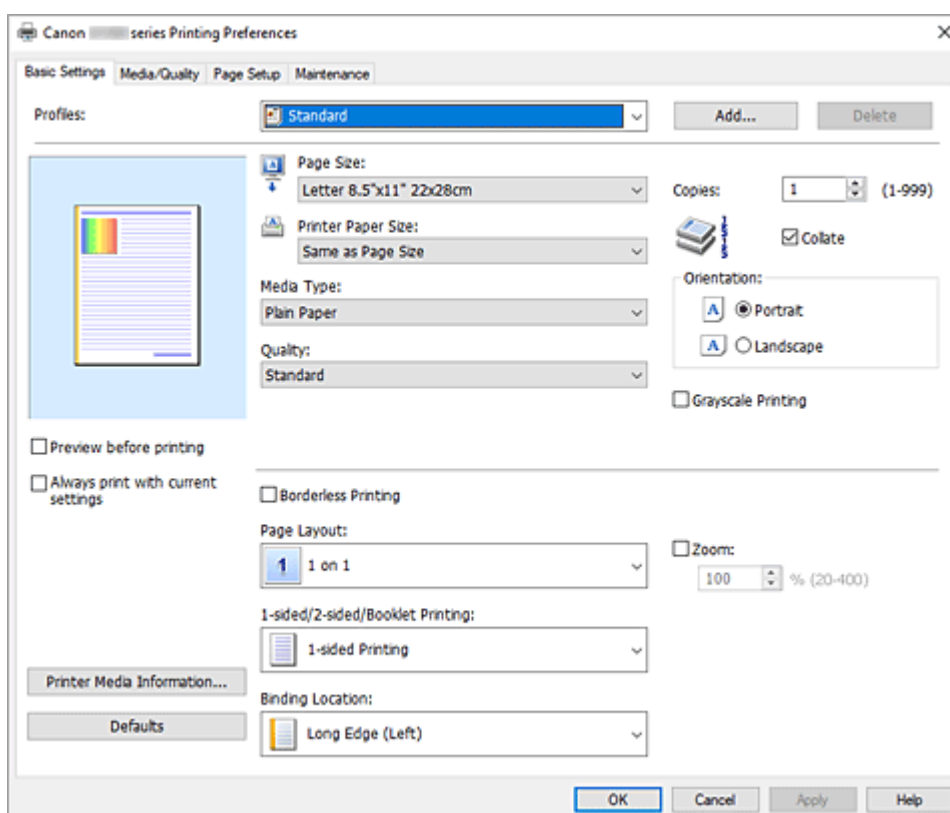 Canon series Printing Preferences
Basic Settings Media/Quality Page Setup Maintenance
Profiles: Standard Add... Delete
Page Size:
Letter 8.5"x11" 22x28cm
Copies: 1 (1-999)
Printer Paper Size:
Same as Page Size
Collate
Media Type:
Plain Paper
Orientation:
A Portrait
A Landscape
Quality:
Standard
Grayscale Printing
Preview before printing
Always print with current
settings
Borderless Printing
Page Layout:
1 1 on 1
Zoom:
100 % (20-400)
1-sided/2-sided/Booklet Printing:
1-sided Printing
Printer Media Information...
Defaults
Binding Location:
Long Edge (Left)
OK Cancel Apply Help